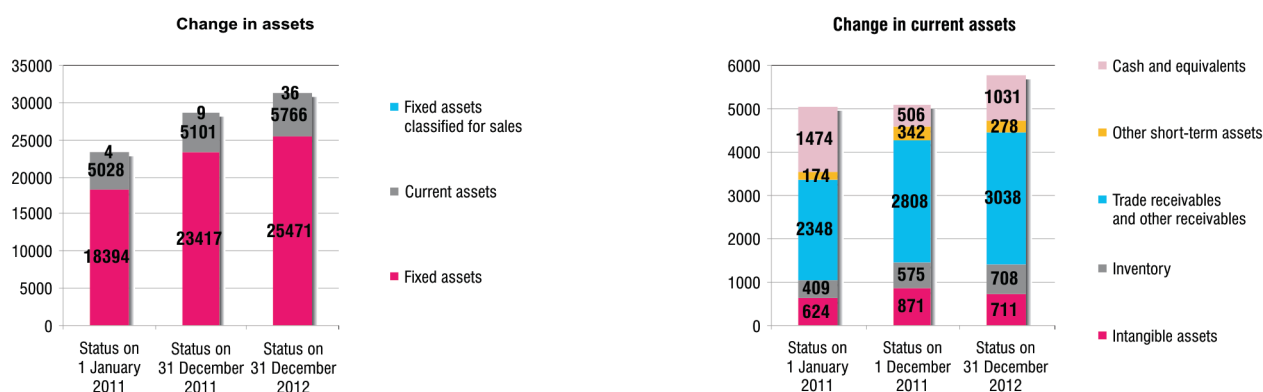 Change in assets
35000
30000
25000
20000
15000
10000
5000
0
4
5028
18394
9
5101
23417
36
5766
25471
Status on
1 January
2011
Status on
31 December
2011
Status on
31 December
2012
Fixed assets
classified for sales
Current assets
Fixed assets
Change in current assets
6000
5000
4000
3000
2000
1000
0
1474
174
2348
409
624
506
342
2808
575
871
1031
278
3038
708
711
Status on
1 January
2011
Status on
1 December
2011
Status on
31 December
2012
Cash and equivalents
Other short-term assets
Trade receivables
and other receivables
Inventory
Intangible assets